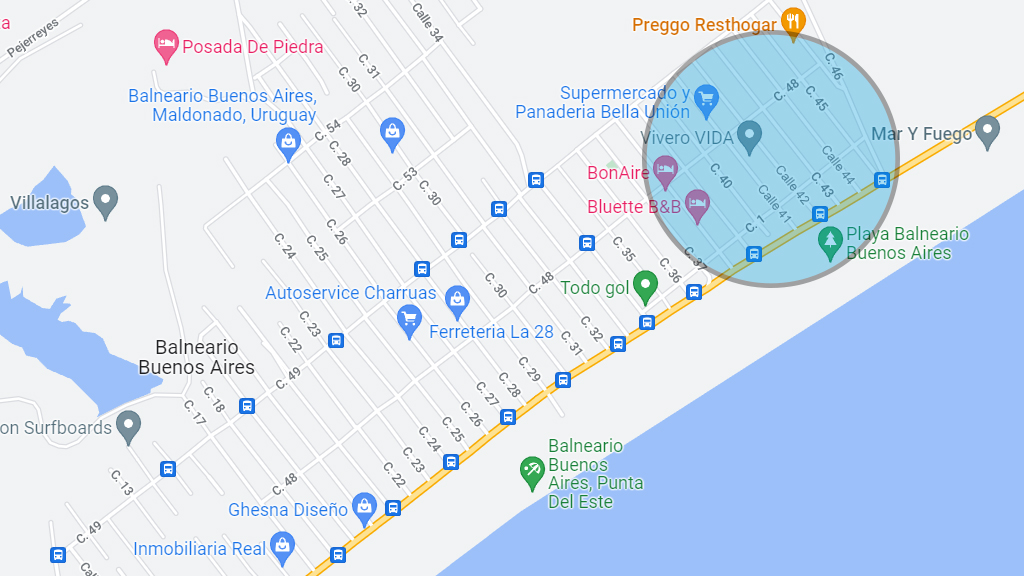 a
Pejerreyes
C. 32
Calle 34
Preggo Resthogar
Posada De Piedra
C. 31
C. 30
C. 46
C. 48
C. 45
Balneario Buenos Aires,
Maldonado, Uruguay
Supermercado y
Panaderia Bella Unión
C. 54
C. 28
Vivero VIDA
Mar Y Fuego
C. 53
C. 27
C. 30
BonAire
C. 40
Calle 44
C. 43
Calle 42
Calle 41
Villalagos
Bluette B&B
C. 26
C. 1
C. 24
C. 25
C. 35
C. 37
C. 36
Playa Balneario
Buenos Aires
C. 30
C. 48
Todo gol
Autoservice Charruas
Ferreteria La 28
C. 23
C. 22
C. 32
C. 31
Balneario
Buenos Aires
C. 49
C. 29
C. 28
C. 27
C. 18
C. 17
C. 26
C. 25
on Surfboards
C. 24
C. 23
C. 22
Balneario
Buenos
Aires, Punta
Del Este
C. 13
C. 48
Ghesna Diseño
C. 49
Inmobiliaria Real